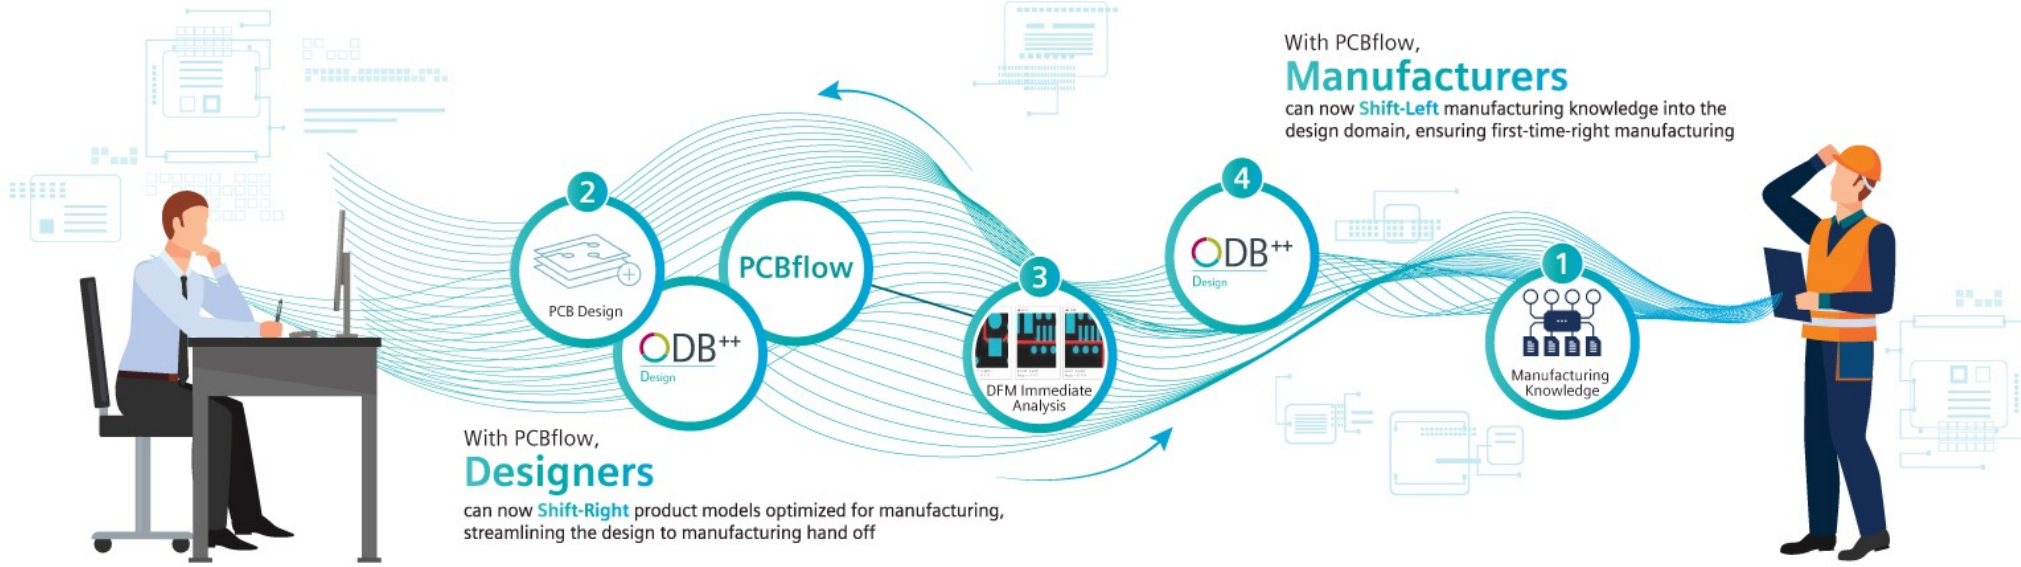 With PCBflow,
Manufacturers
can now Shift-Left manufacturing knowledge into the
design domain, ensuring first-time-right manufacturing
2
PCB Design
ODB++
Design
PCBflow
3
DFM Immediate
Analysis
4
ODB++
Design
1
Manufacturing
Knowledge
With PCBflow,
Designers
can now Shift-Right product models optimized for manufacturing,
streamlining the design to manufacturing hand off